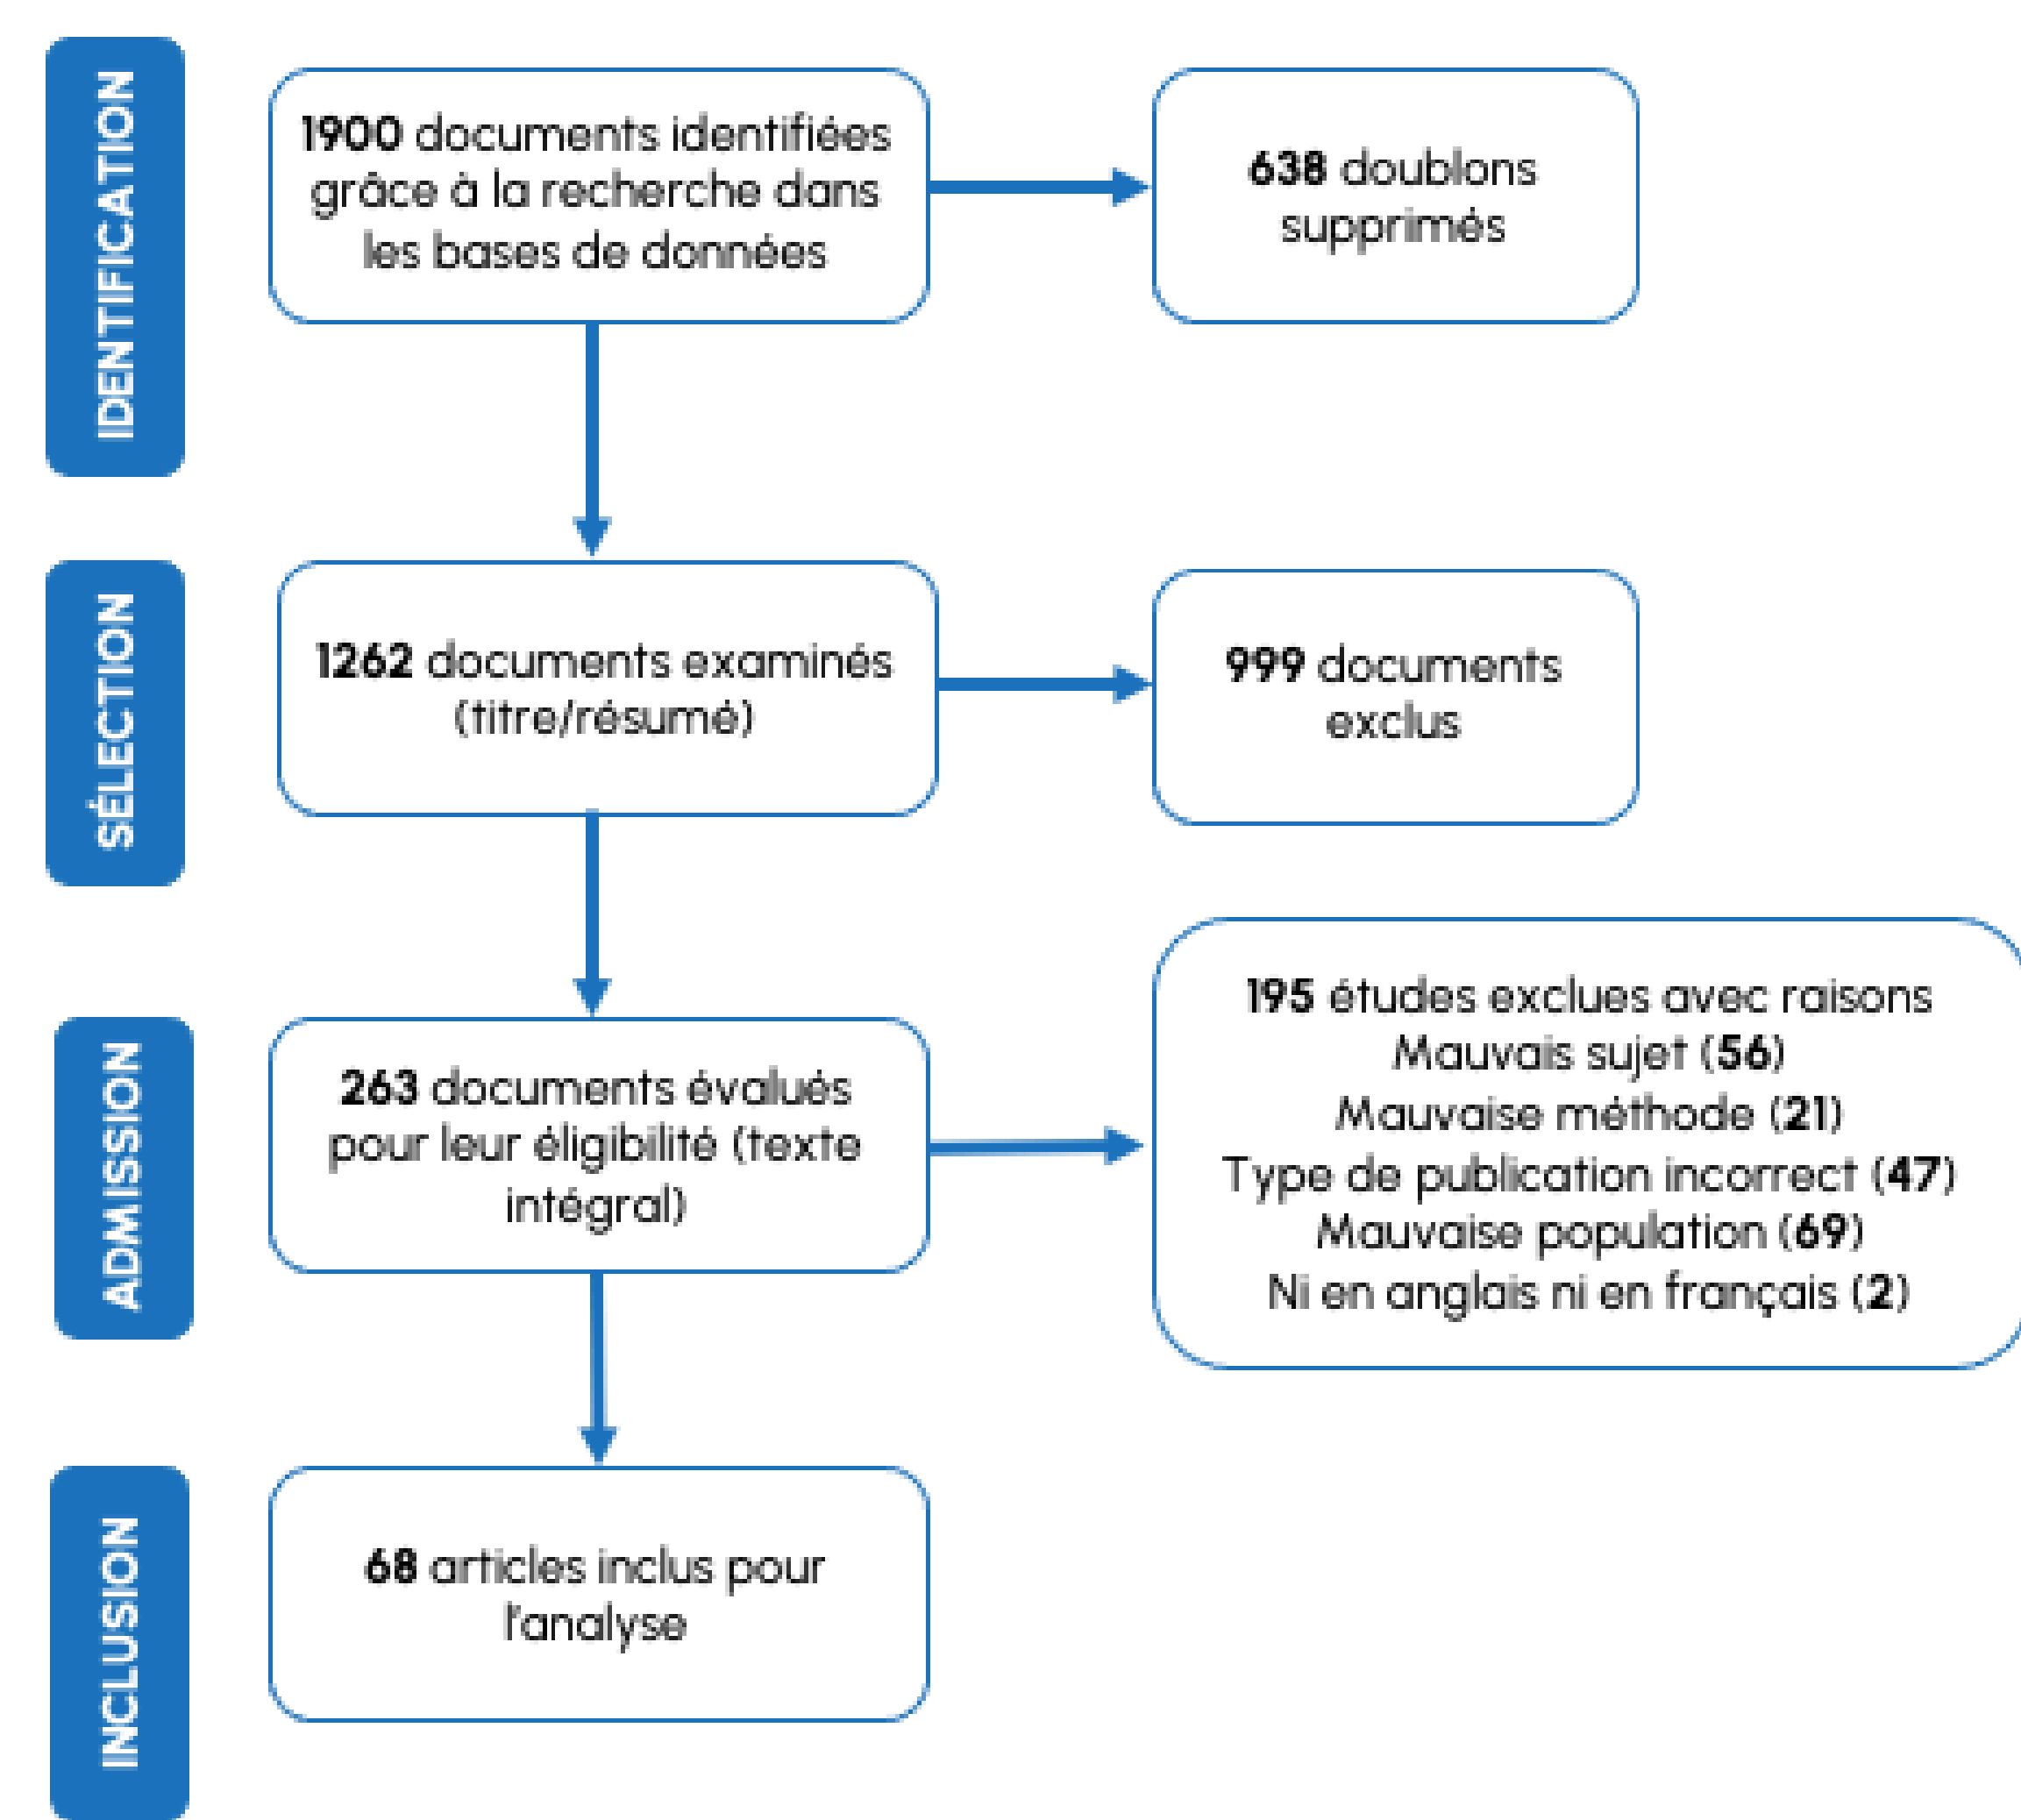 IDENTIFICATION
1900 documents identifiées
grâce à la recherche dans
les bases de données
638 doublons
supprimés
SÉLECTION
1262 documents examinés
(titre/résumé)
999 documents
exclus
ADMISSION
263 documents évalués
pour leur éligibilité (texte
intégral)
195 études exclues avec raisons
Mauvais sujet (56)
Mauvaise méthode (21)
Type de publication incorrect (47)
Mauvaise population (69)
Ni en anglais ni en français (2)
INCLUSION
68 articles inclus pour
l'analyse